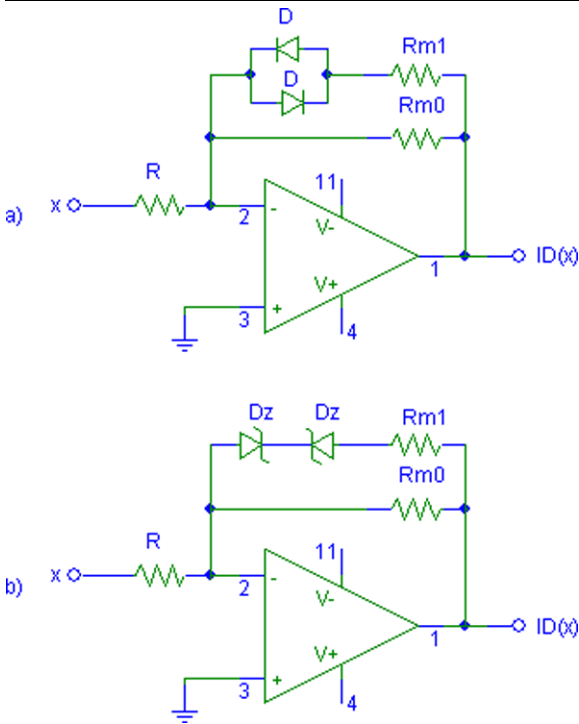 D
Rm1
D
Rm0
R
11
x
a)
2
-
V-
1
ID(x)
V+
+
3
4
Dz
Dz
Rm1
Rm0
R
11
x
b)
2
-
V-
1
ID(x)
V+
+
3
4